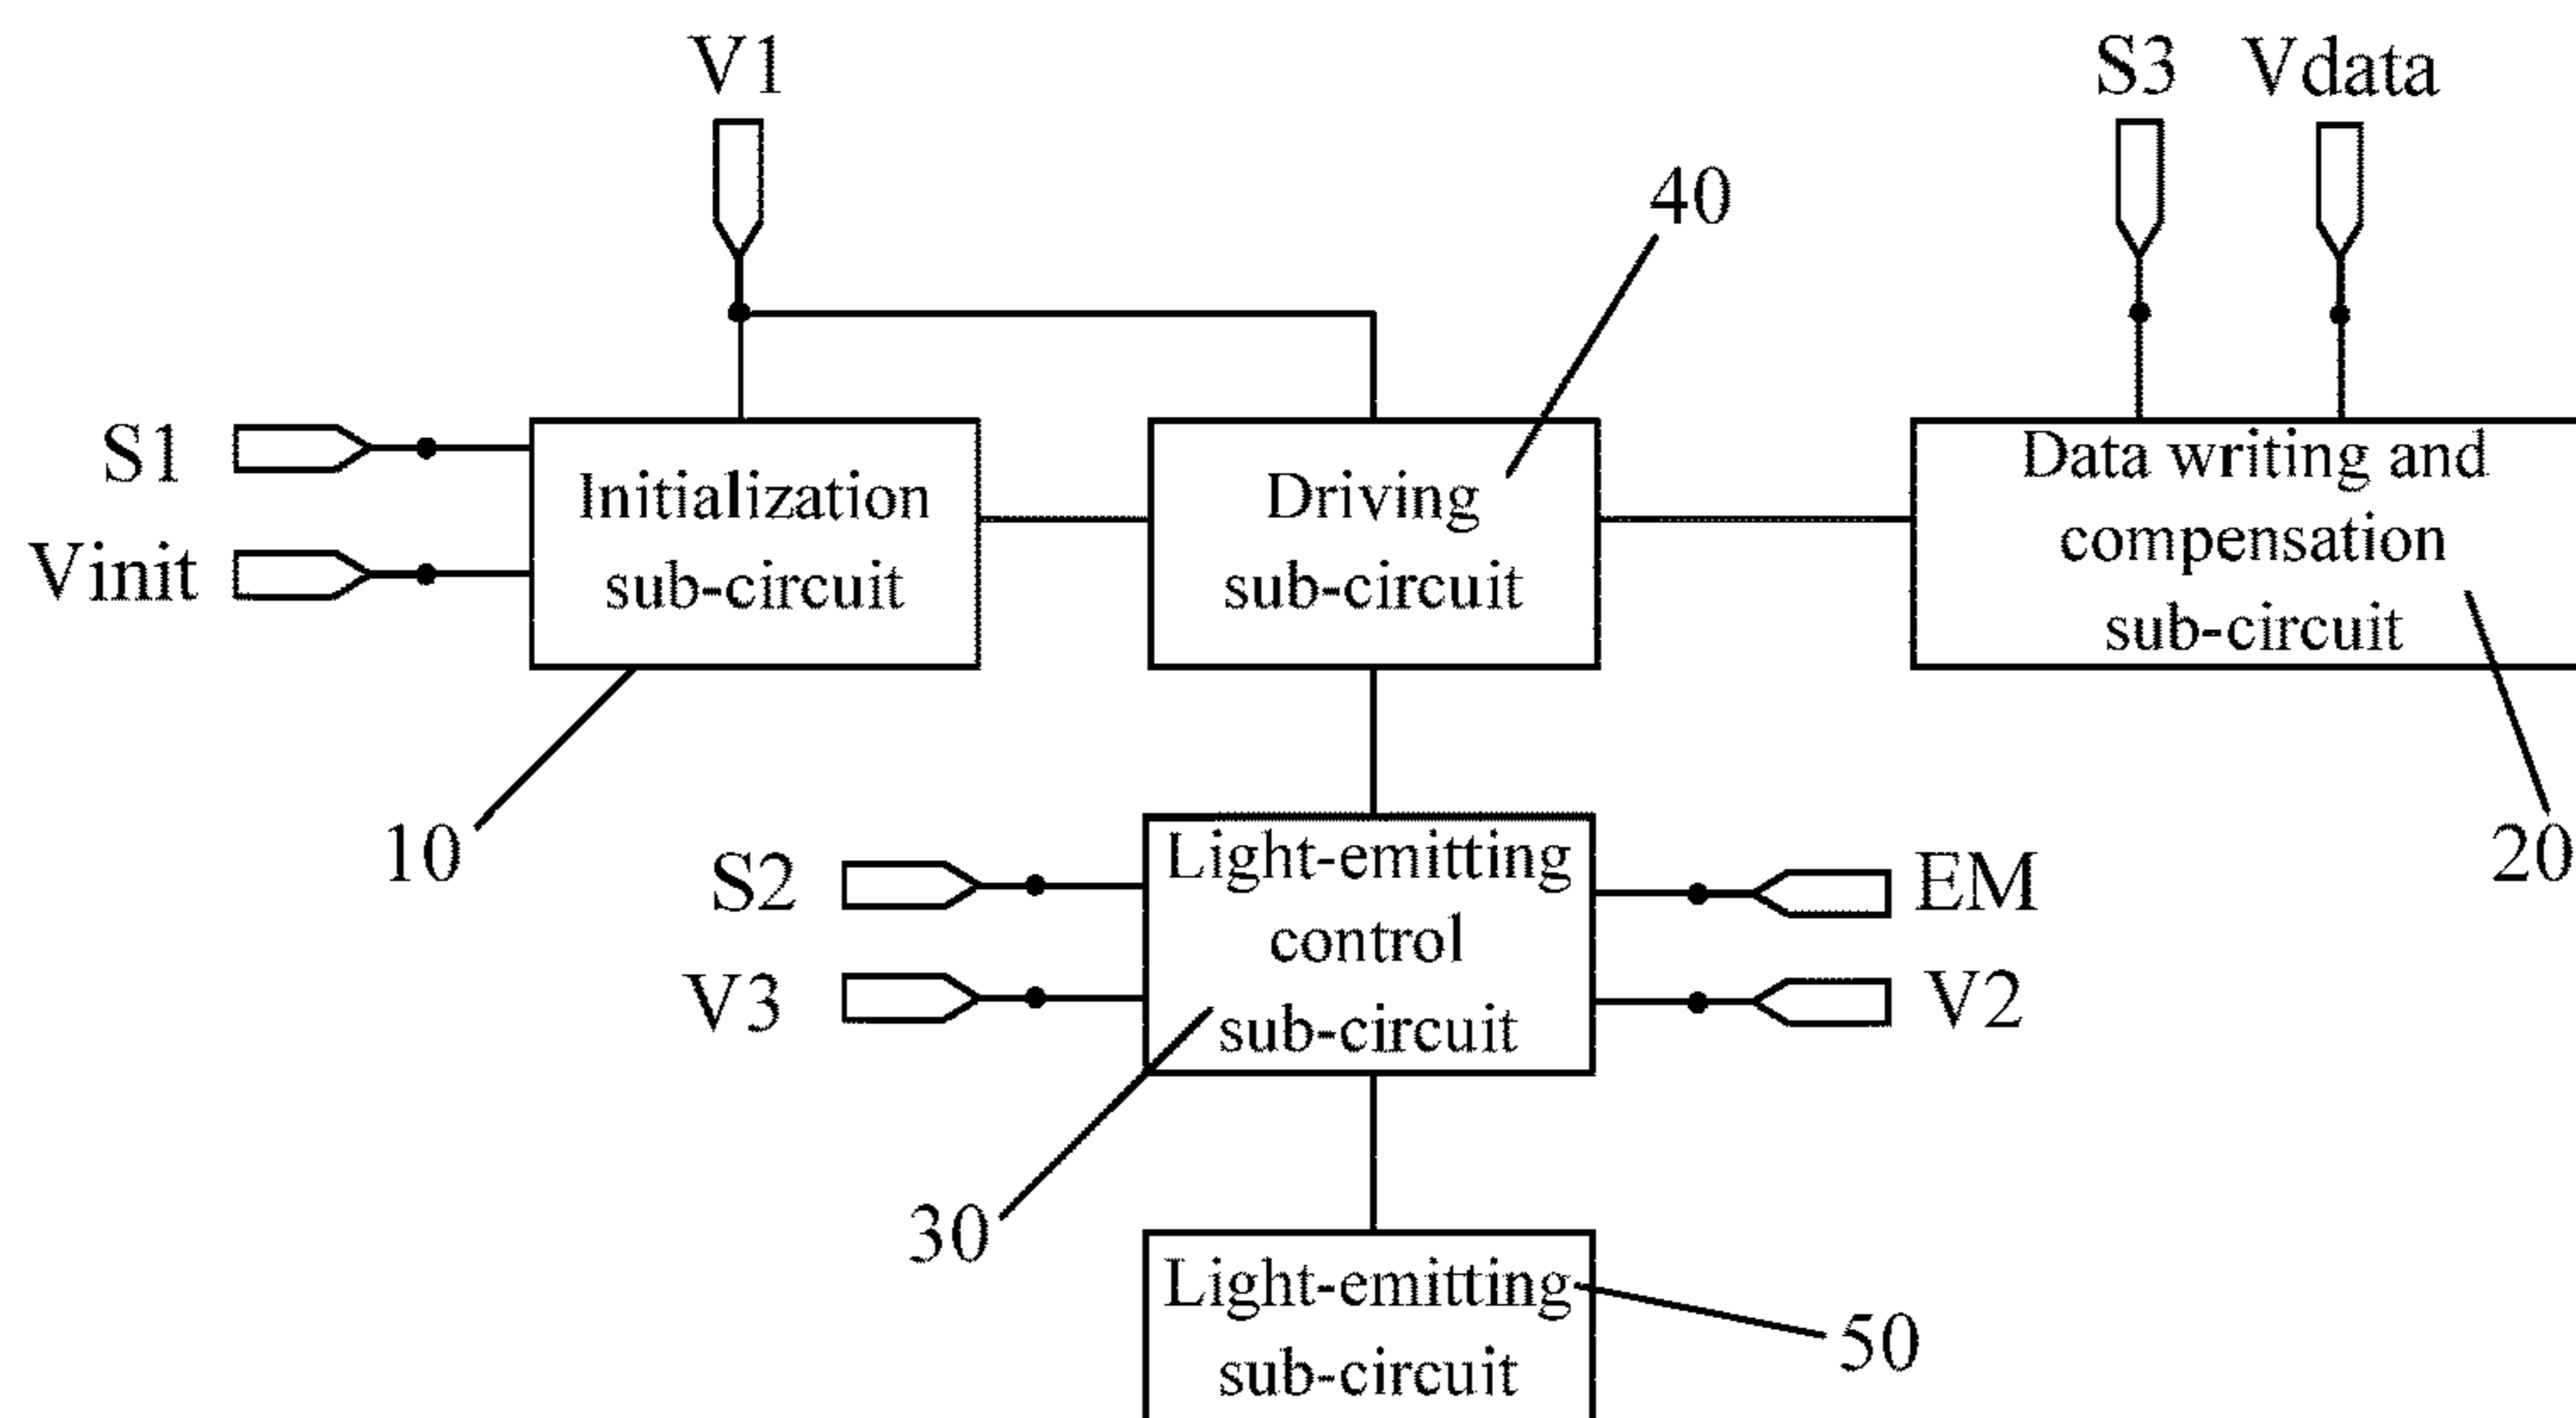 V1
S3
Vdata
40
S1
Vinit
Initialization
sub-circuit
Driving
sub-circuit
Data writing and
compensation
sub-circuit
10
20
S2
V3
Light-emitting
control
sub-circuit
EM
V2
30
Light-emitting
sub-circuit
50